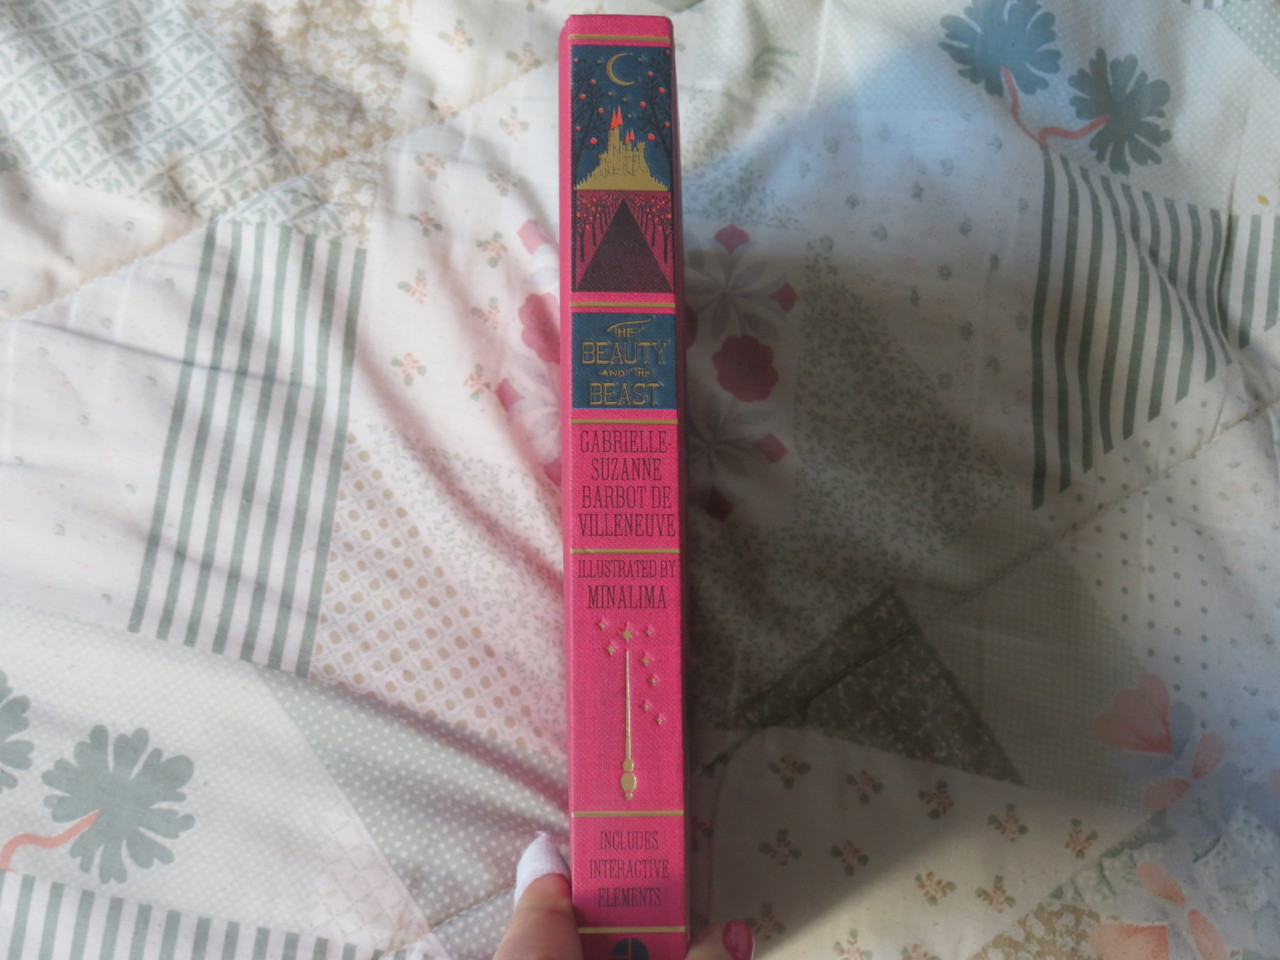 THE
BEAUTY
AND THE
BEAST
GABRIELLE-
SUZANNE
BARBOT DE
VILLENEUVE
ILLUSTRATED BY
MINALIMA
INCLUDES
INTERACTIVE
ELEMENTS